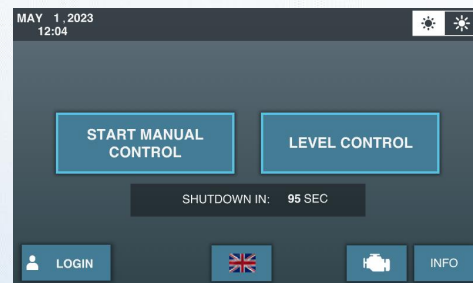 MAY 1,2023
12:04
START MANUAL
CONTROL
LEVEL CONTROL
SHUTDOWN IN: 95 SEC
LOGIN
INFO